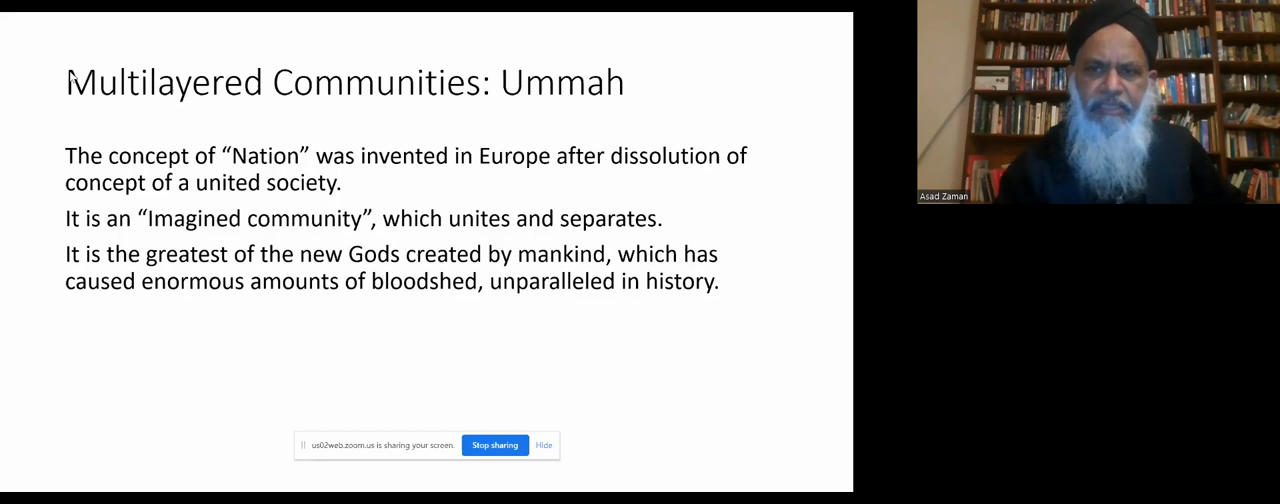 Multilayered Communities: Ummah
The concept of “Nation” was invented in Europe after dissolution of
concept of a united society.
It is an “Imagined community”, which unites and separates.
It is the greatest of the new Gods created by mankind, which has
caused enormous amounts of bloodshed, unparalleled in history.
us02web.zoom.us is sharing your screen. Stop sharing Hide
Asad Zaman